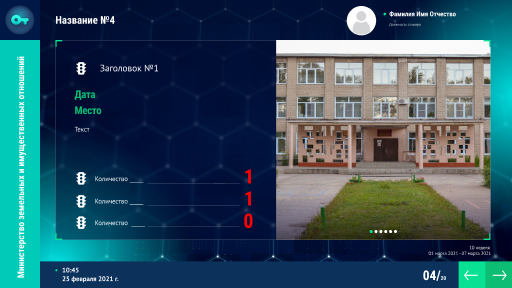 Министерство земельных и имущественных отношений
Название №4
Фамилия Имя Отчество
Должность спикера
Заголовок №1
Дата
Место
Текст
Количество ____ 1
Количество ____ 1
Количество ____ 0
10 неделя
01 марта 2021 - 07 марта 2021
10:45
23 февраля 2021 г.
04/20